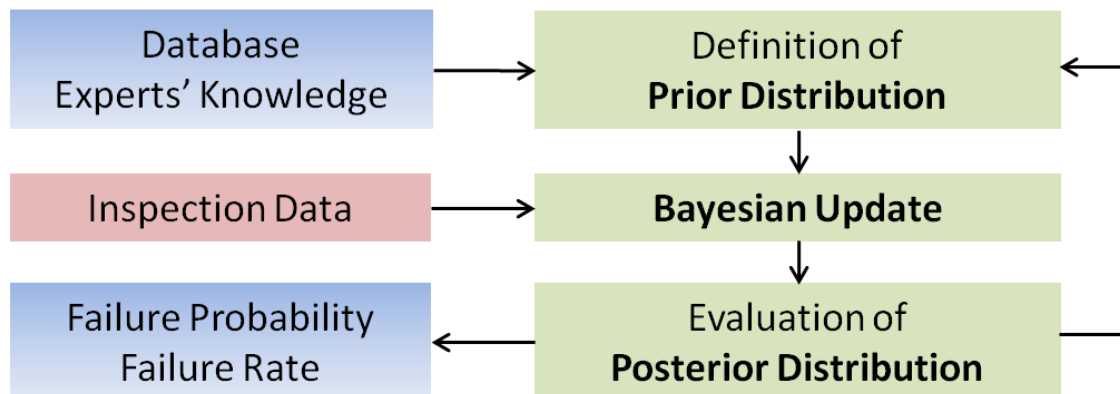 Database
Experts’ Knowledge
Definition of
Prior Distribution
Inspection Data
Bayesian Update
Failure Probability
Failure Rate
Evaluation of
Posterior Distribution